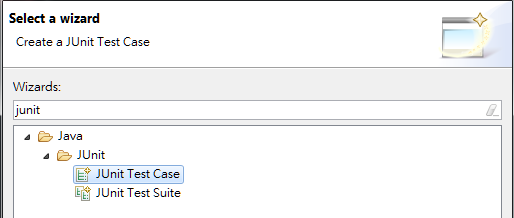 Select a wizard
Create a JUnit Test Case
Wizards:
junit
Java
JUnit
JUnit Test Case
JUnit Test Suite